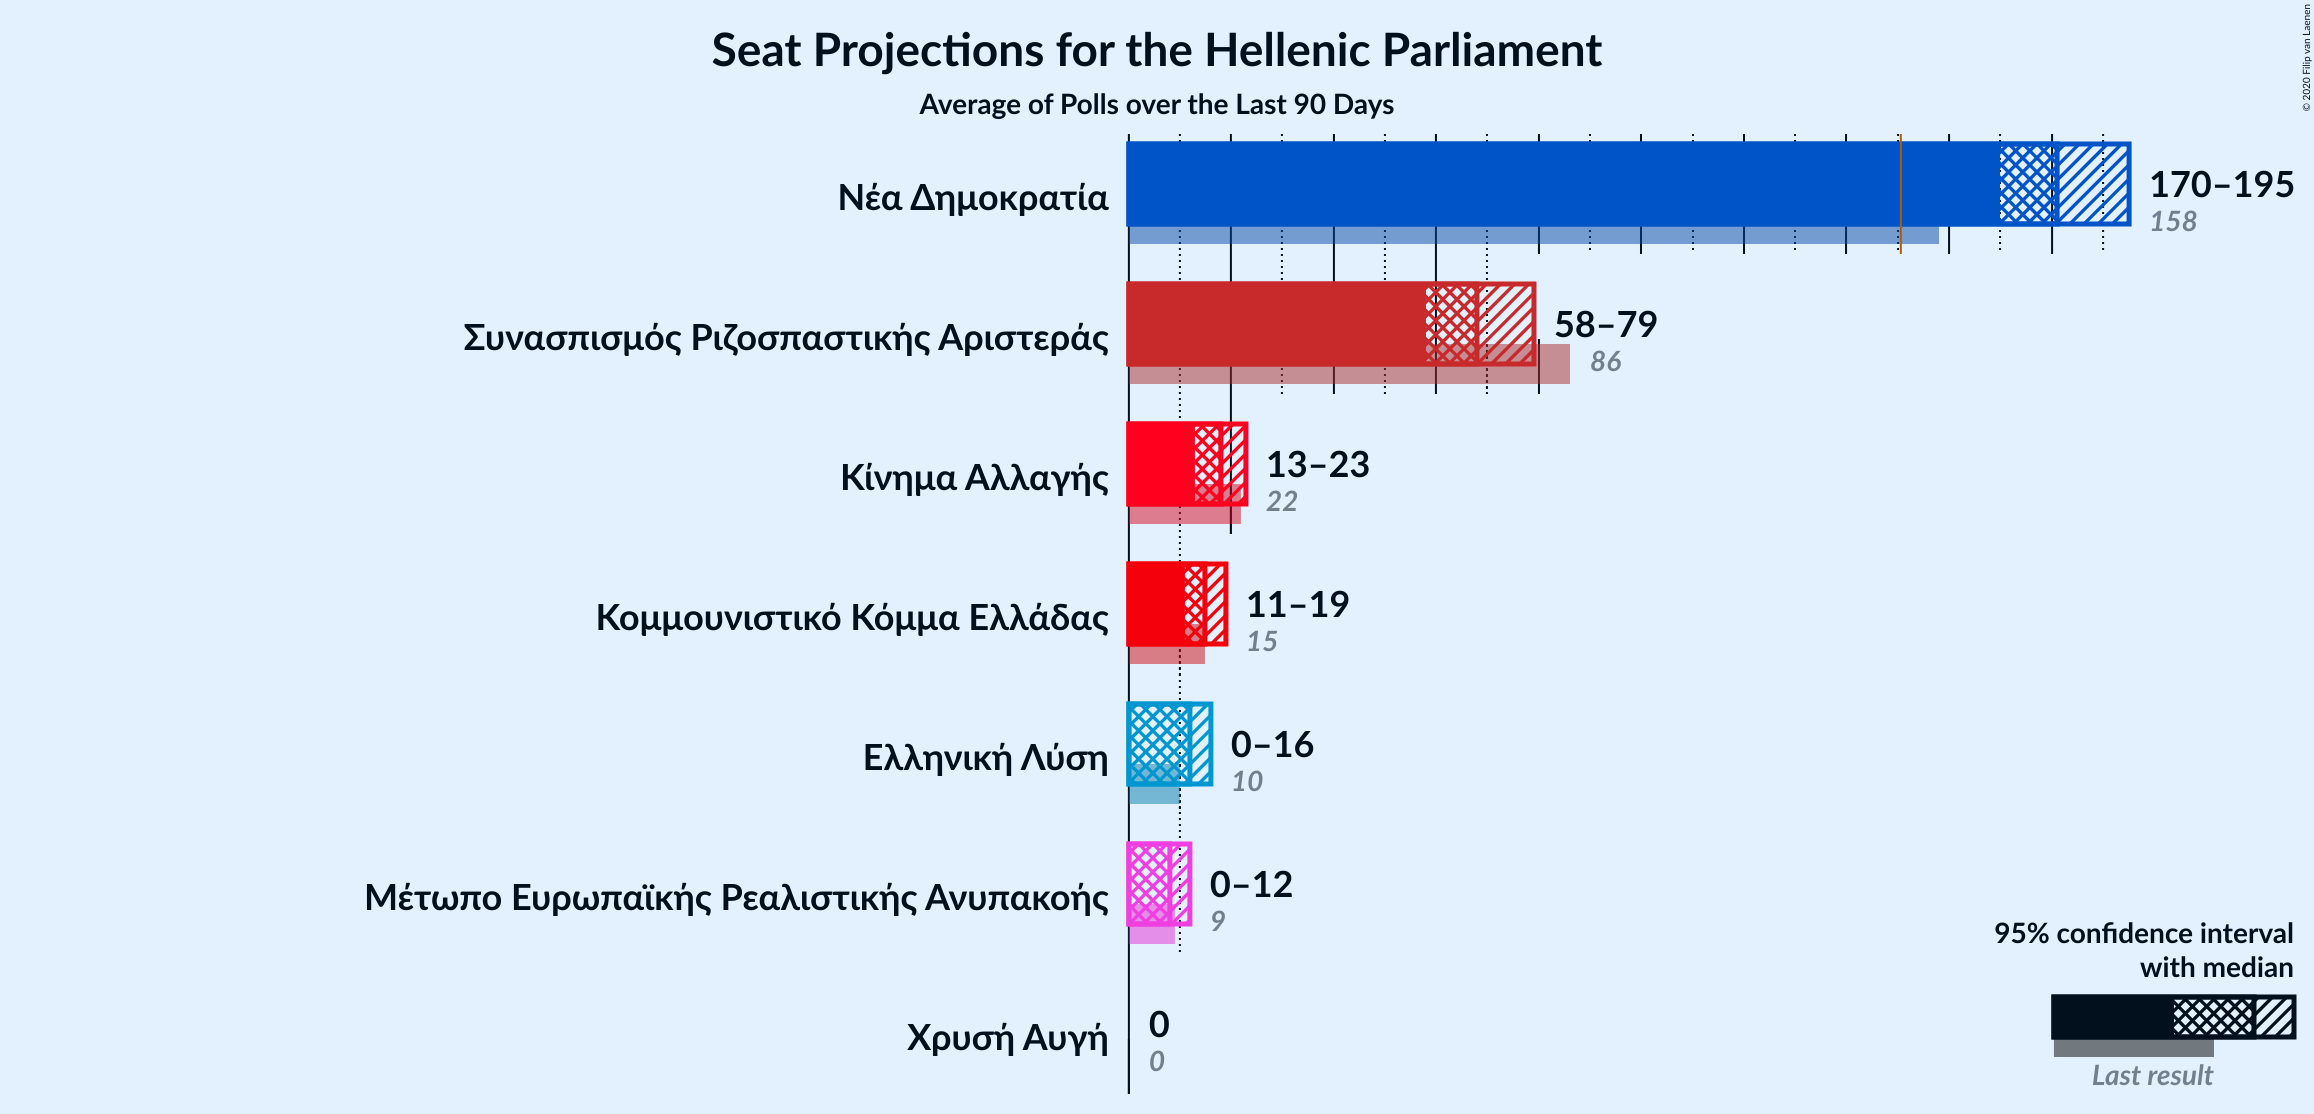 Seat Projections for the Hellenic Parliament
Average of Polls over the Last 90 Days
© 2020 Filip van Laenen
Νέα Δημοκρατία
170–195
158
Συνασπισμός Ριζοσπαστικής Αριστεράς
58–79
86
Κίνημα Αλλαγής
13–23
22
Κομμουνιστικό Κόμμα Ελλάδας
11–19
15
Ελληνική Λύση
0–16
10
Μέτωπο Ευρωπαϊκής Ρεαλιστικής Ανυπακοής
0–12
9
Χρυσή Αυγή
0
0
95% confidence interval
with median
Last result